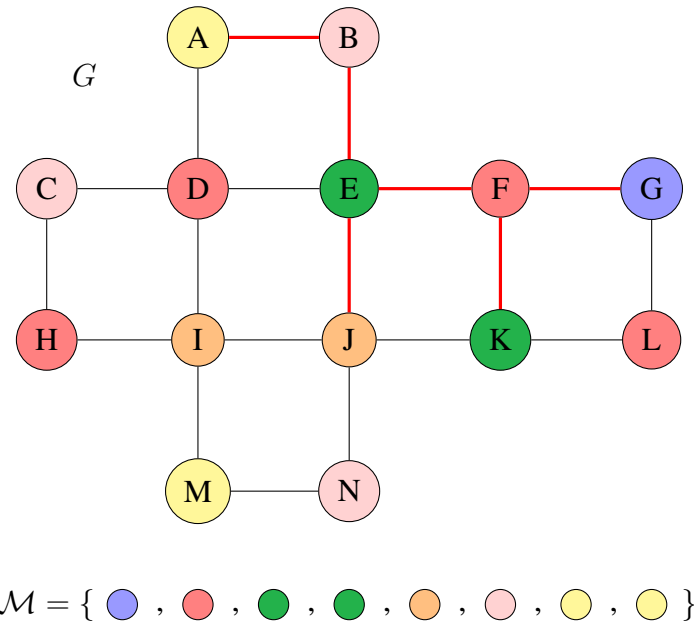 A B
G
C D E F G
H I J K L
M N
ℳ = { , , , , , , , }